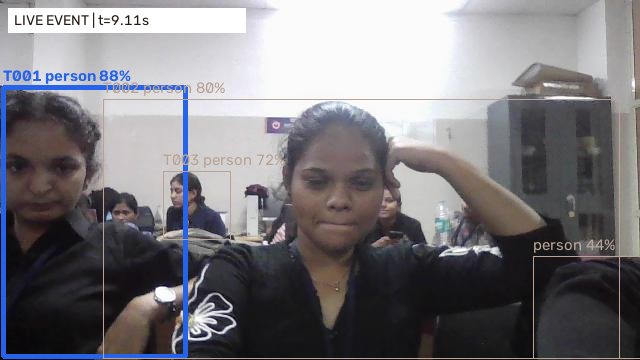 LIVE EVENT | t=9.11s
T001 person 88%
T002 person 80%
T003 person 72%
person 44%